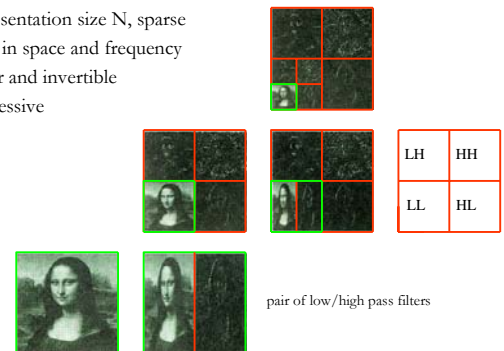 sentation size N, sparse
in space and frequency
r and invertible
essive
LH HH
LL HL
pair of low/high pass filters